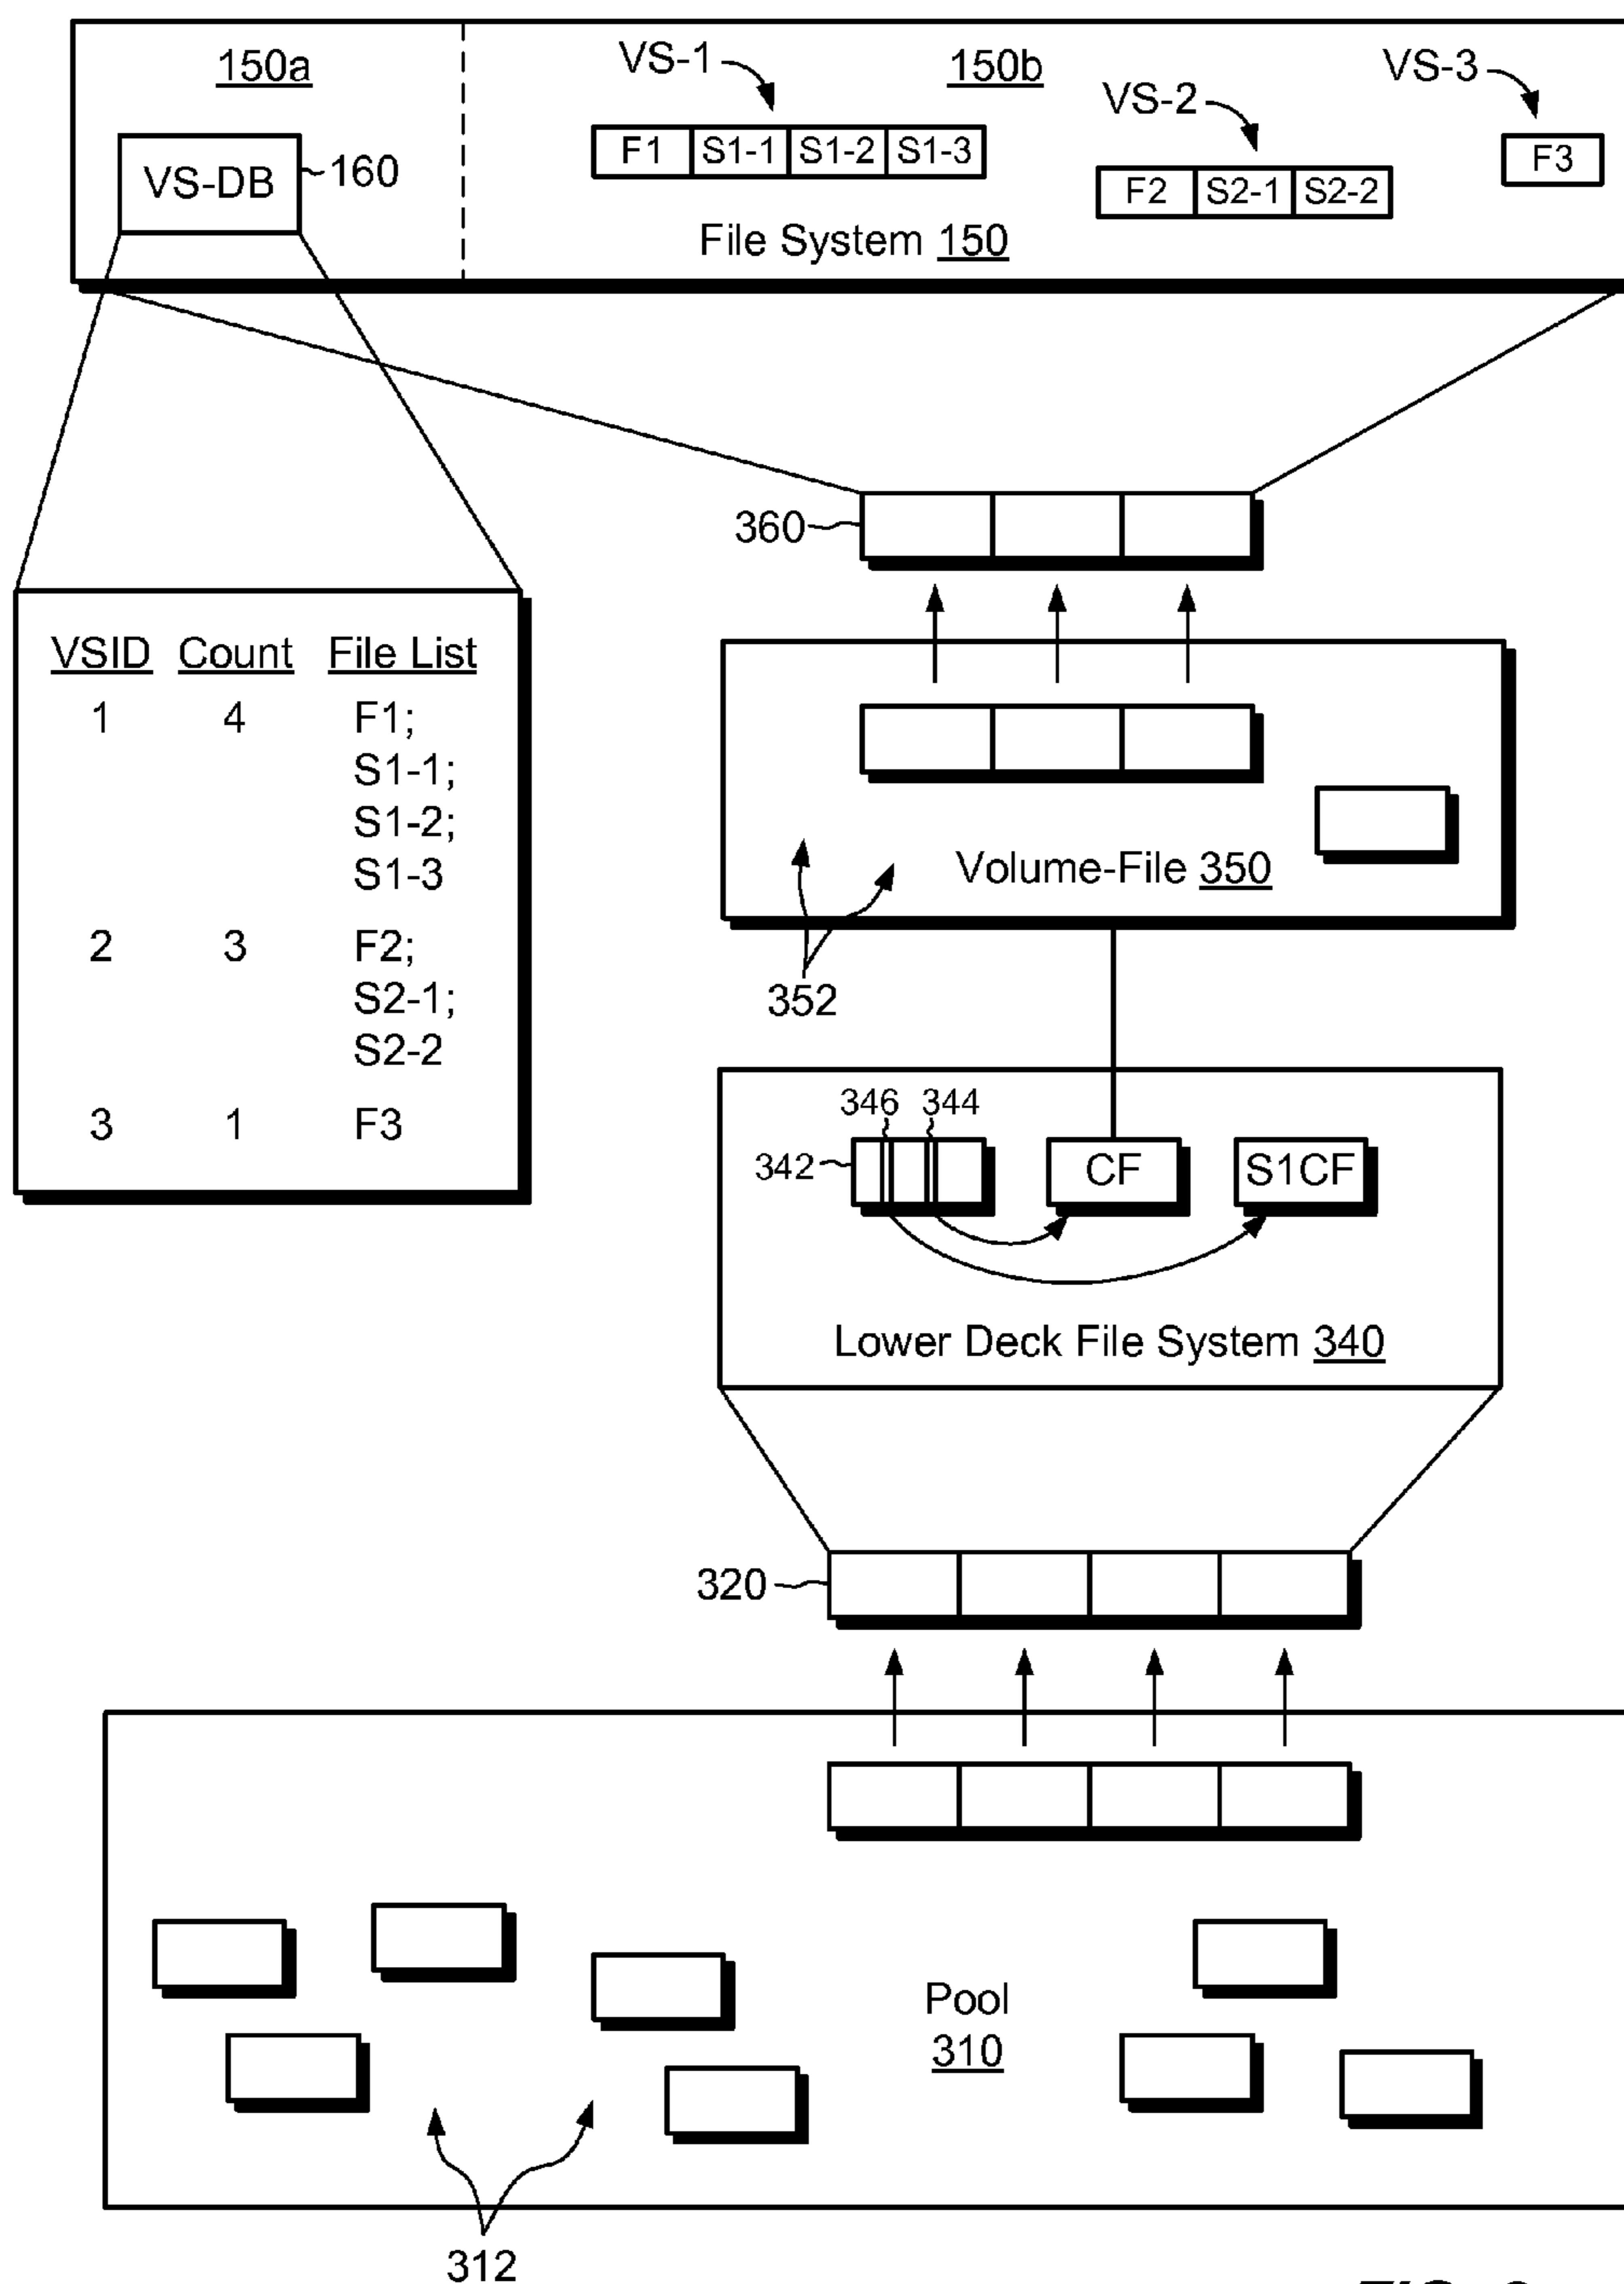 150a
VS-1
150b
VS-2
VS-3
VS-DB
160
F1 S1-1 S1-2 S1-3
F2 S2-1 S2-2
F3
File System 150
360
VSID Count File List
1 4 F1;
S1-1;
S1-2;
S1-3
2 3 F2;
S2-1;
S2-2
3 1 F3
Volume-File 350
352
346 344
342
CF
S1CF
Lower Deck File System 340
320
Pool
310
312